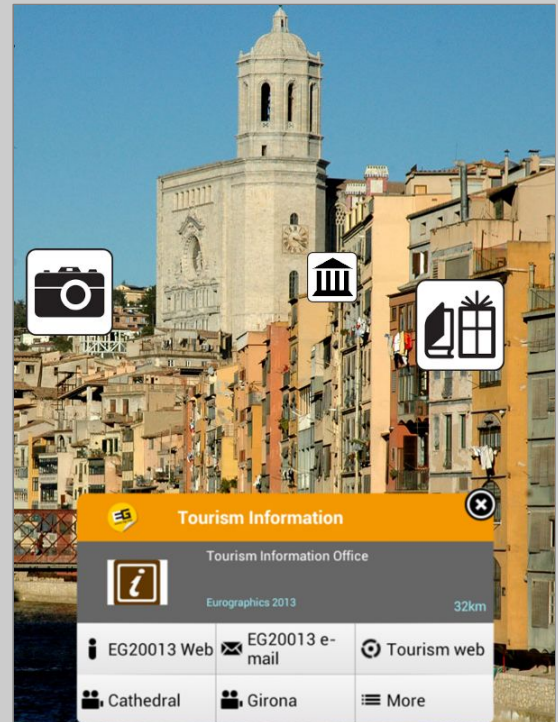 EG
Tourism Information
Tourism Information Office
Eurographics 2013
32km
EG20013 Web
EG20013 e-
mail
Tourism web
Cathedral
Girona
More